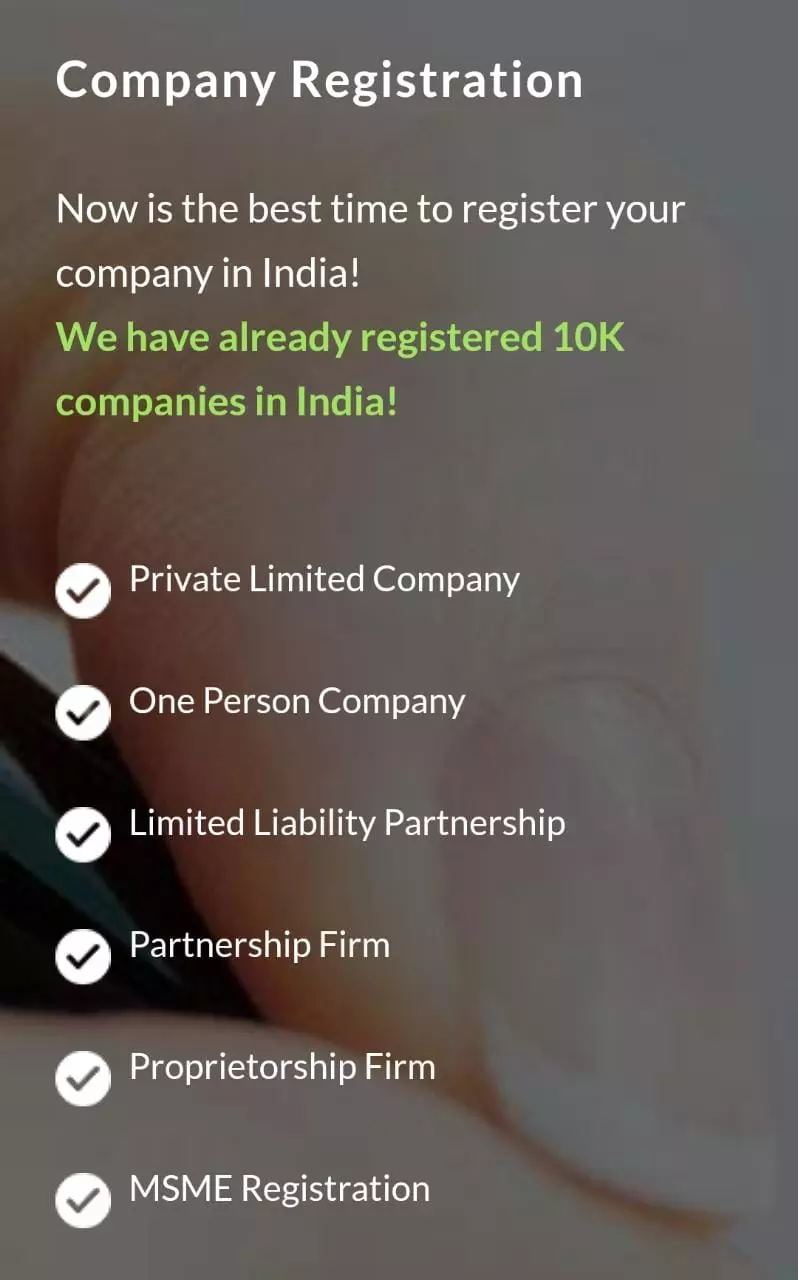 Company Registration
Now is the best time to register your
company in India!
We have already registered 10K
companies in India!
Private Limited Company
One Person Company
Limited Liability Partnership
Partnership Firm
Proprietorship Firm
MSME Registration